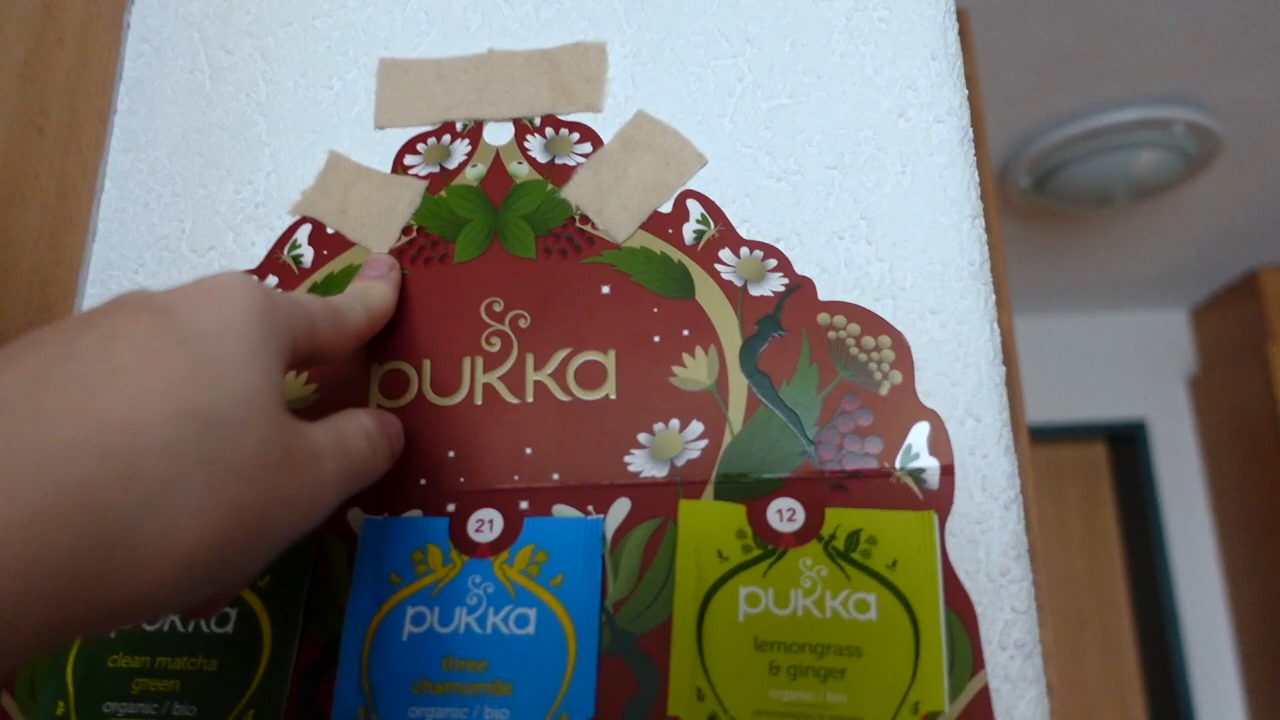 pukka
21
12
pukka
clean matcha
green
organic / bio
pukka
three
chamomile
organic / bio
pukka
lemongrass
& ginger
organic / bio